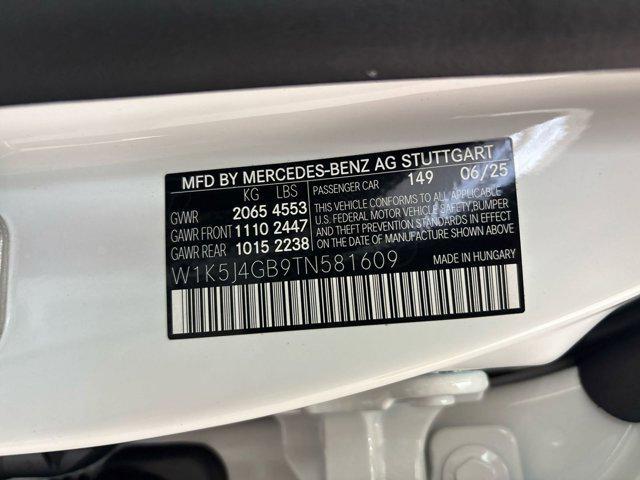 MFD BY MERCEDES-BENZ AG STUTTGART
KG LBS
GVWR 2065 4553
GAWR FRONT 1110 2447
GAWR REAR 1015 2238
PASSENGER CAR 149 06/25
THIS VEHICLE CONFORMS TO ALL APPLICABLE
U.S. FEDERAL MOTOR VEHICLE SAFETY, BUMPER
AND THEFT PREVENTION STANDARDS IN EFFECT
ON THE DATE OF MANUFACTURE SHOWN ABOVE.
W1K5J4GB9TN581609
MADE IN HUNGARY